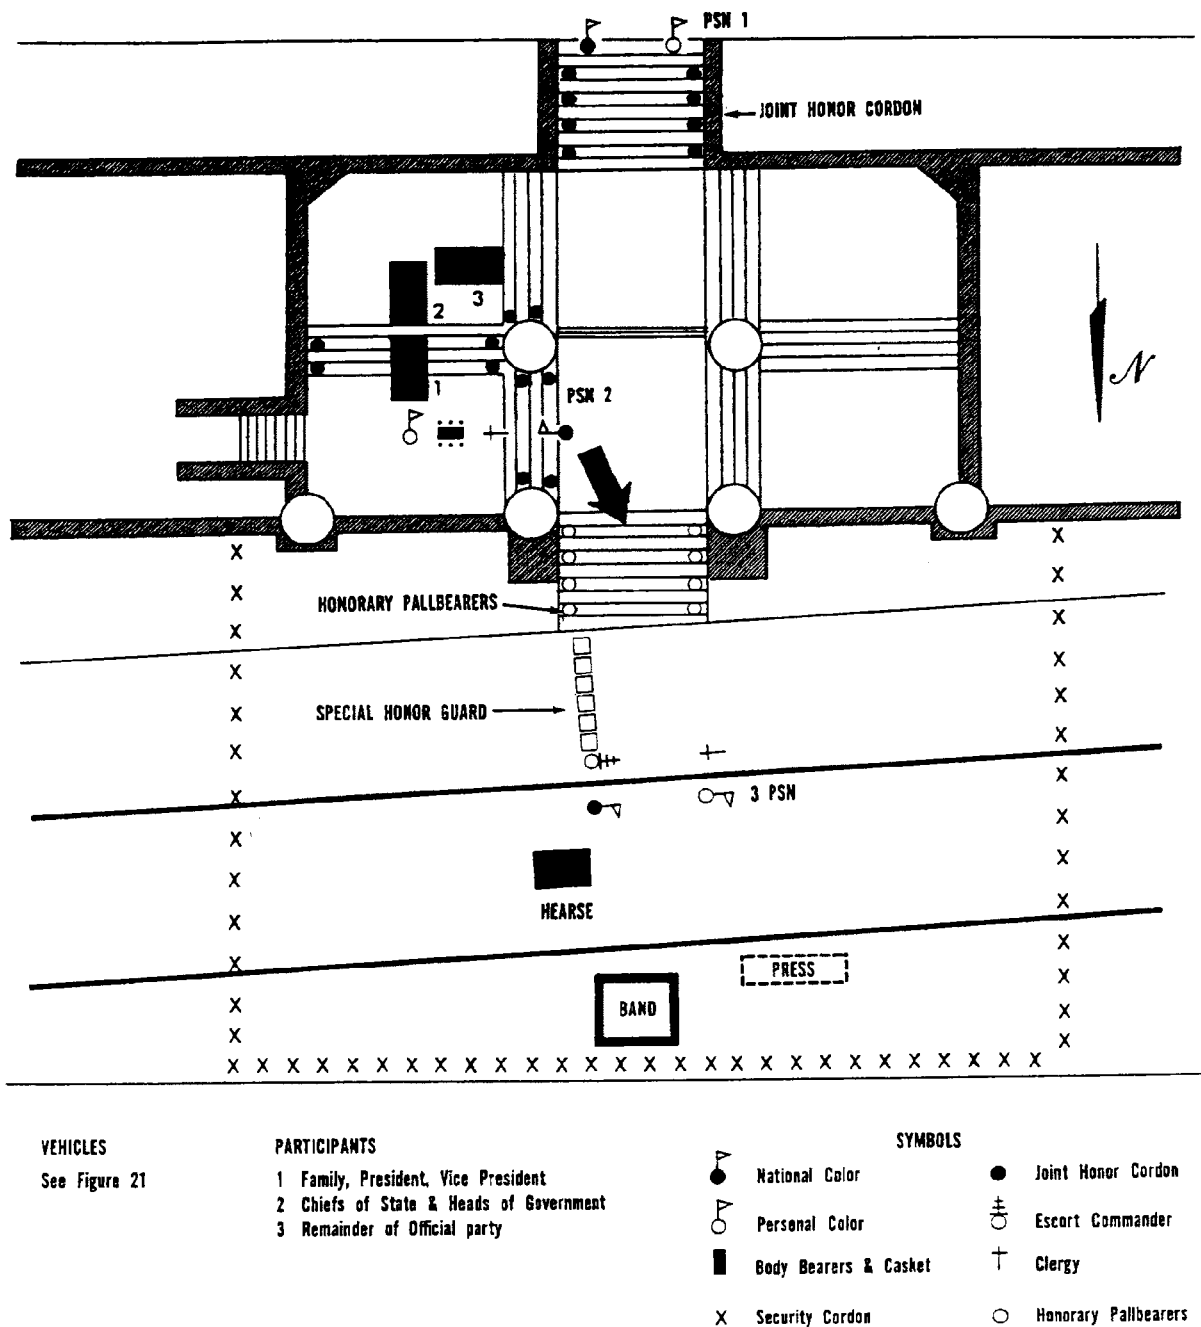 PSN 1
JOINT HONOR CORDON
2
3
1
PSN 2
N
HONORARY PALLBEARERS
SPECIAL HONOR GUARD
3 PSN
HEARSE
PRESS
BAND
X X X X X X X X X X X X X X X X X X X X X X X X X X X X
VEHICLES
See Figure 21
PARTICIPANTS
1 Family, President, Vice President
2 Chiefs of State & Heads of Government
3 Remainder of Official party
SYMBOLS
National Color
Personal Color
Body Bearers & Casket
X Security Cordon
Joint Honor Cordon
Escort Commander
Clergy
Honorary Pallbearers